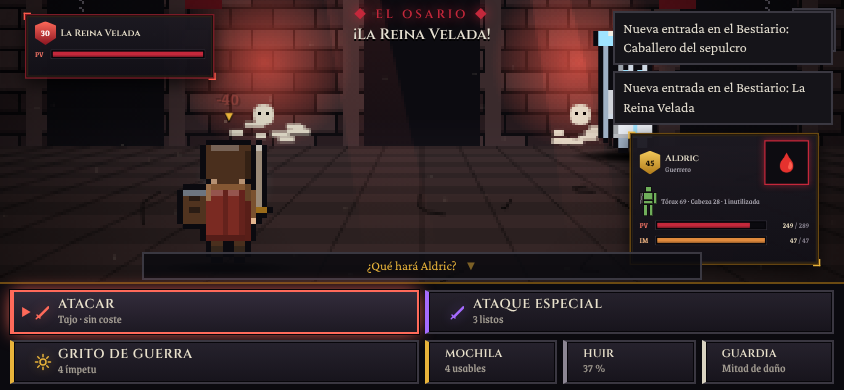 EL OSARIO
¡LA REINA VELADA!
30 LA REINA VELADA
PV
-40
Nueva entrada en el Bestiario:
Caballero del sepulcro
Nueva entrada en el Bestiario: La
Reina Velada
45 ALDRIC
Guerrero
Tórax 69 · Cabeza 28 · 1 inutilizada
PV 249 / 289
ÍM 47 / 47
¿Qué hará Aldric?
ATACAR
Tajo · sin coste
ATAQUE ESPECIAL
3 listos
GRITO DE GUERRA
4 ímpetu
MOCHILA
4 usables
HUIR
37 %
GUARDIA
Mitad de daño